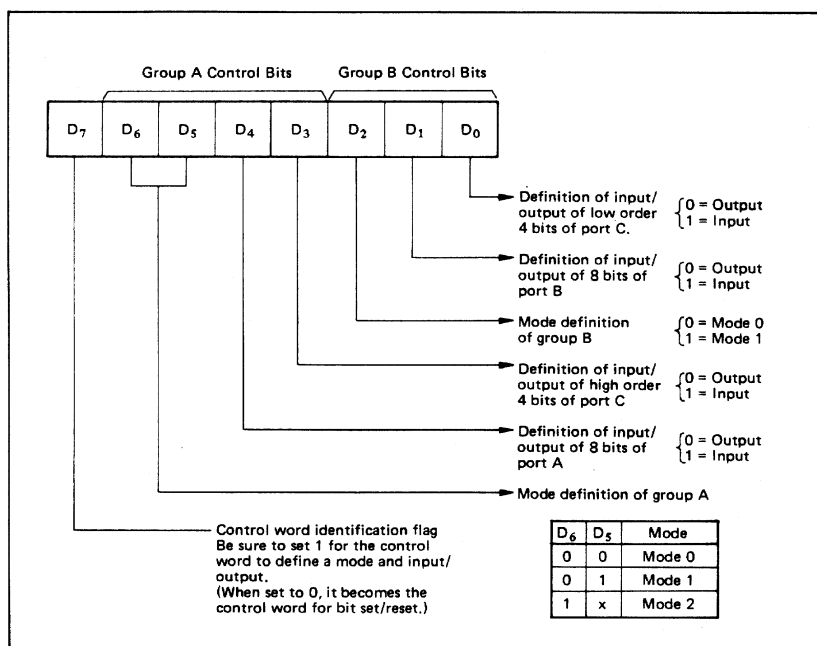 Group A Control Bits Group B Control Bits
D7 D6 D5 D4 D3 D2 D1 D0
Definition of input/
output of low order
4 bits of port C.
{0 = Output
1 = Input
Definition of input/
output of 8 bits of
port B
{0 = Output
1 = Input
Mode definition
of group B
{0 = Mode 0
1 = Mode 1
Definition of input/
output of high order
4 bits of port C
{0 = Output
1 = Input
Definition of input/
output of 8 bits of
port A
{0 = Output
1 = Input
Mode definition of group A
Control word identification flag
Be sure to set 1 for the control
word to define a mode and input/
output.
(When set to 0, it becomes the
control word for bit set/reset.)
D6 D5 Mode
0 0 Mode 0
0 1 Mode 1
1 x Mode 2